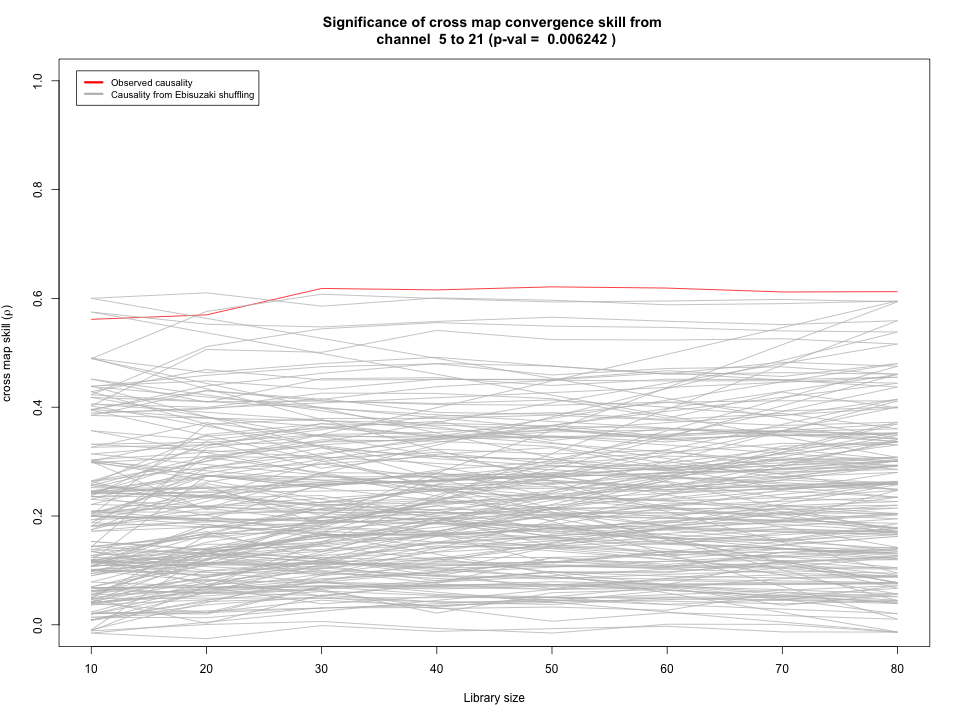 Significance of cross map convergence skill from
channel  5 to 21 (p-val =  0.006242 )
Observed causality
Causality from Ebisuzaki shuffling
cross map skill (ρ)
1.0
0.8
0.6
0.4
0.2
0.0
10 20 30 40 50 60 70 80
Library size